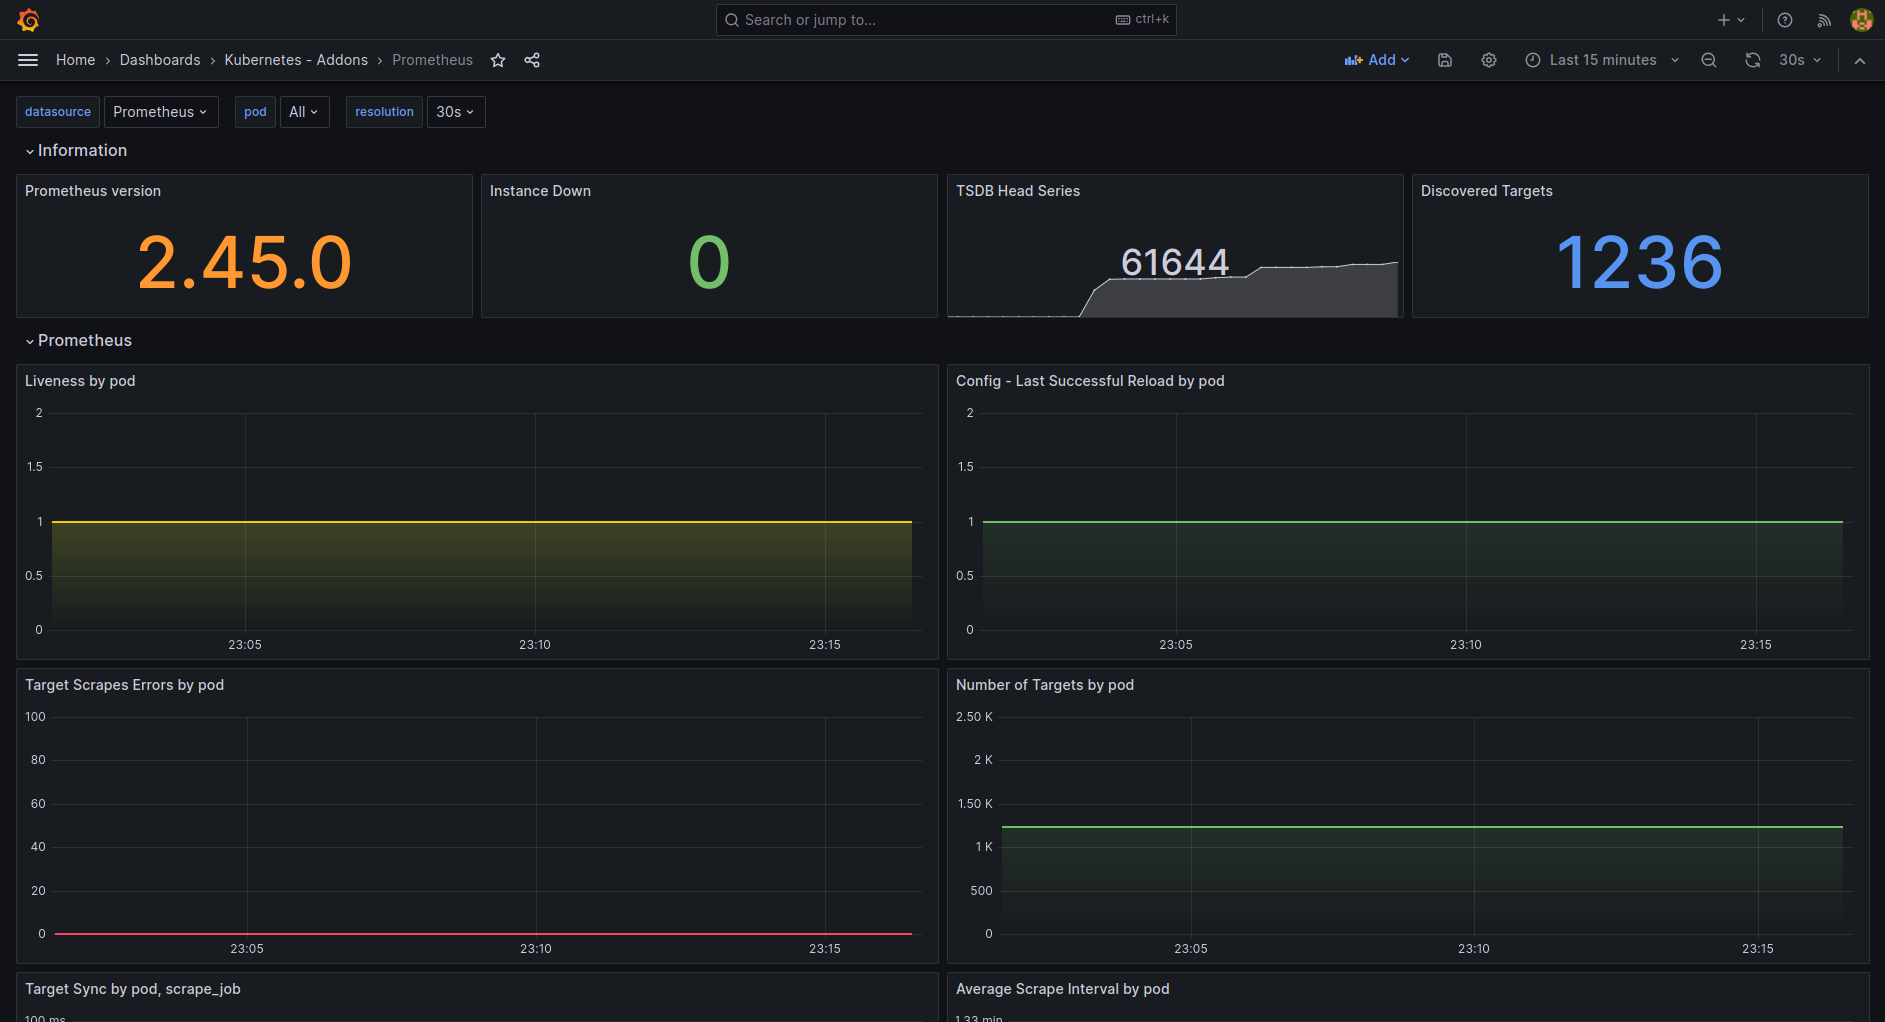 Search or jump to... ctrl+k
Home › Dashboards › Kubernetes - Addons › Prometheus Add Last 15 minutes 30s
datasource Prometheus pod All resolution 30s
Information
Prometheus version
2.45.0
Instance Down
0
TSDB Head Series
61644
Discovered Targets
1236
Prometheus
Liveness by pod
2
1.5
1
0.5
0
23:05 23:10 23:15
Config - Last Successful Reload by pod
2
1.5
1
0.5
0
23:05 23:10 23:15
Target Scrapes Errors by pod
100
80
60
40
20
0
23:05 23:10 23:15
Number of Targets by pod
2.50 K
2 K
1.50 K
1 K
500
0
23:05 23:10 23:15
Target Sync by pod, scrape_job
100 ms
Average Scrape Interval by pod
1.33 min